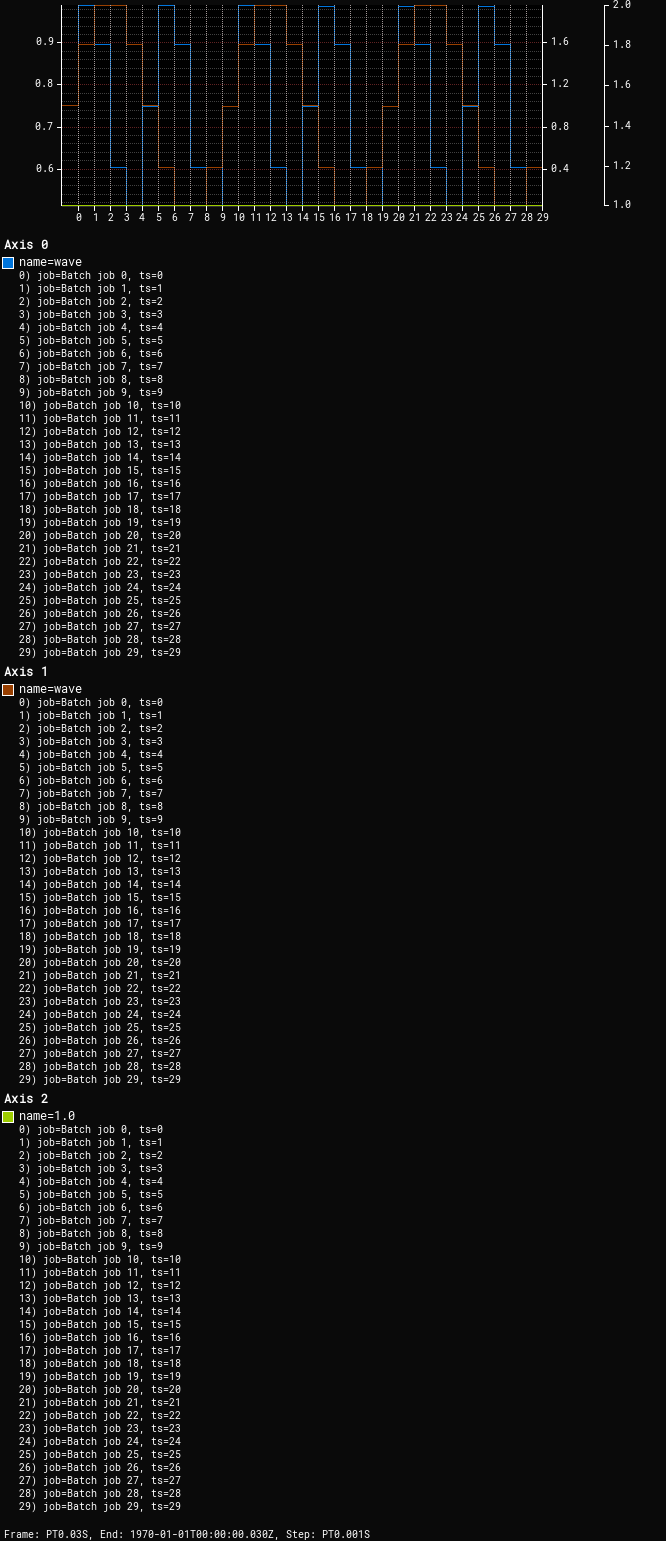 2.0
0.9 1.6 1.8
0.8 1.2 1.6
0.7 0.8 1.4
0.6 0.4 1.2
1.0
0 1 2 3 4 5 6 7 8 9 10 11 12 13 14 15 16 17 18 19 20 21 22 23 24 25 26 27 28 29
Axis 0
name=wave
0) job=Batch job 0, ts=0
1) job=Batch job 1, ts=1
2) job=Batch job 2, ts=2
3) job=Batch job 3, ts=3
4) job=Batch job 4, ts=4
5) job=Batch job 5, ts=5
6) job=Batch job 6, ts=6
7) job=Batch job 7, ts=7
8) job=Batch job 8, ts=8
9) job=Batch job 9, ts=9
10) job=Batch job 10, ts=10
11) job=Batch job 11, ts=11
12) job=Batch job 12, ts=12
13) job=Batch job 13, ts=13
14) job=Batch job 14, ts=14
15) job=Batch job 15, ts=15
16) job=Batch job 16, ts=16
17) job=Batch job 17, ts=17
18) job=Batch job 18, ts=18
19) job=Batch job 19, ts=19
20) job=Batch job 20, ts=20
21) job=Batch job 21, ts=21
22) job=Batch job 22, ts=22
23) job=Batch job 23, ts=23
24) job=Batch job 24, ts=24
25) job=Batch job 25, ts=25
26) job=Batch job 26, ts=26
27) job=Batch job 27, ts=27
28) job=Batch job 28, ts=28
29) job=Batch job 29, ts=29
Axis 1
name=wave
0) job=Batch job 0, ts=0
1) job=Batch job 1, ts=1
2) job=Batch job 2, ts=2
3) job=Batch job 3, ts=3
4) job=Batch job 4, ts=4
5) job=Batch job 5, ts=5
6) job=Batch job 6, ts=6
7) job=Batch job 7, ts=7
8) job=Batch job 8, ts=8
9) job=Batch job 9, ts=9
10) job=Batch job 10, ts=10
11) job=Batch job 11, ts=11
12) job=Batch job 12, ts=12
13) job=Batch job 13, ts=13
14) job=Batch job 14, ts=14
15) job=Batch job 15, ts=15
16) job=Batch job 16, ts=16
17) job=Batch job 17, ts=17
18) job=Batch job 18, ts=18
19) job=Batch job 19, ts=19
20) job=Batch job 20, ts=20
21) job=Batch job 21, ts=21
22) job=Batch job 22, ts=22
23) job=Batch job 23, ts=23
24) job=Batch job 24, ts=24
25) job=Batch job 25, ts=25
26) job=Batch job 26, ts=26
27) job=Batch job 27, ts=27
28) job=Batch job 28, ts=28
29) job=Batch job 29, ts=29
Axis 2
name=1.0
0) job=Batch job 0, ts=0
1) job=Batch job 1, ts=1
2) job=Batch job 2, ts=2
3) job=Batch job 3, ts=3
4) job=Batch job 4, ts=4
5) job=Batch job 5, ts=5
6) job=Batch job 6, ts=6
7) job=Batch job 7, ts=7
8) job=Batch job 8, ts=8
9) job=Batch job 9, ts=9
10) job=Batch job 10, ts=10
11) job=Batch job 11, ts=11
12) job=Batch job 12, ts=12
13) job=Batch job 13, ts=13
14) job=Batch job 14, ts=14
15) job=Batch job 15, ts=15
16) job=Batch job 16, ts=16
17) job=Batch job 17, ts=17
18) job=Batch job 18, ts=18
19) job=Batch job 19, ts=19
20) job=Batch job 20, ts=20
21) job=Batch job 21, ts=21
22) job=Batch job 22, ts=22
23) job=Batch job 23, ts=23
24) job=Batch job 24, ts=24
25) job=Batch job 25, ts=25
26) job=Batch job 26, ts=26
27) job=Batch job 27, ts=27
28) job=Batch job 28, ts=28
29) job=Batch job 29, ts=29
Frame: PT0.03S, End: 1970-01-01T00:00:00.030Z, Step: PT0.001S